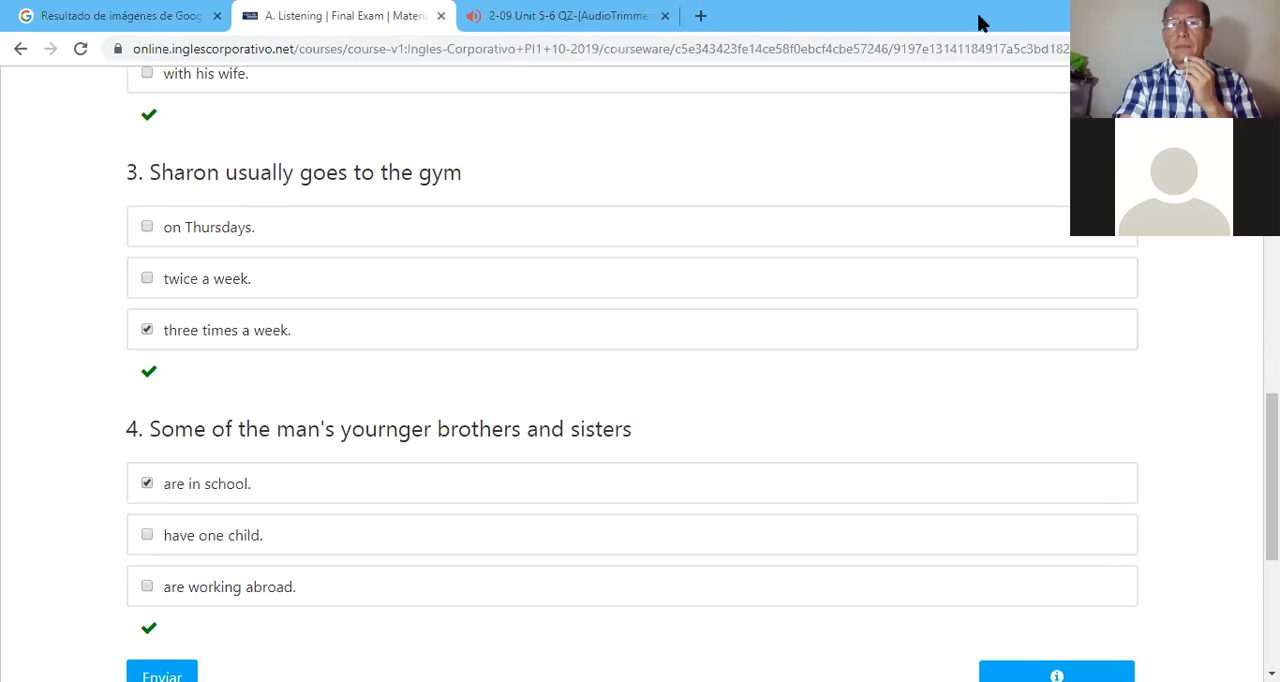 Resultado de imágenes de Goog
A. Listening | Final Exam | Materia
2-09 Unit 5-6 QZ-[AudioTrimme
online.inglescorporativo.net/courses/course-v1:Ingles-Corporativo+PI1+10-2019/courseware/c5e343423fe14ce58f0ebcf4cbe57246/9197e13141184917a5c3bd182
with his wife.
3. Sharon usually goes to the gym
on Thursdays.
twice a week.
three times a week.
4. Some of the man's yournger brothers and sisters
are in school.
have one child.
are working abroad.
Enviar